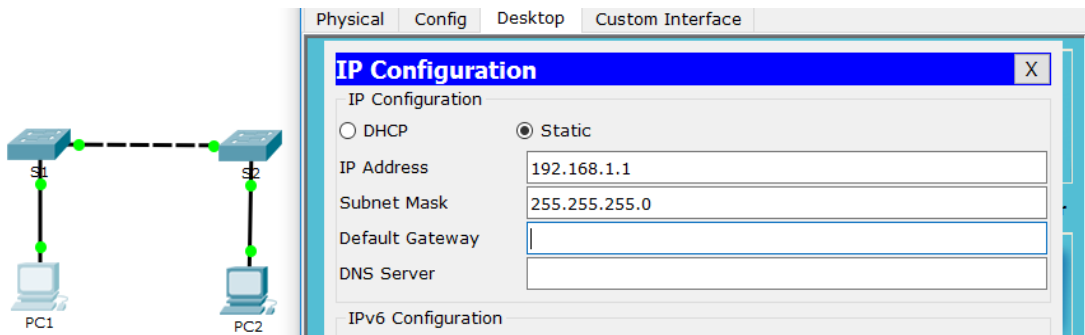 Physical Config Desktop Custom Interface
IP Configuration X
IP Configuration
DHCP Static
IP Address 192.168.1.1
Subnet Mask 255.255.255.0
Default Gateway
DNS Server
IPv6 Configuration
S1 S2
PC1 PC2